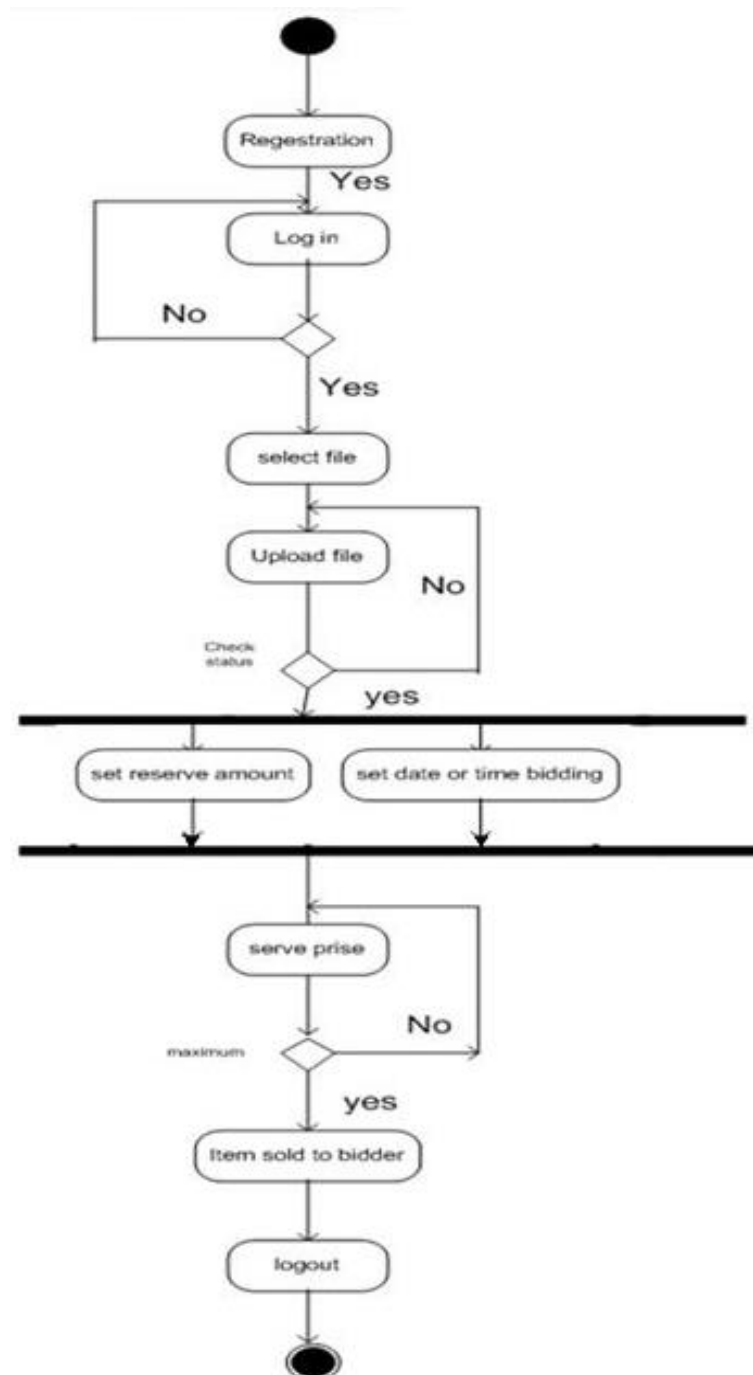 Regestration
Yes
Log in
No
Yes
select file
Upload file
No
Check
status
yes
set reserve amount
set date or time bidding
serve prise
No
maximum
yes
Item sold to bidder
logout